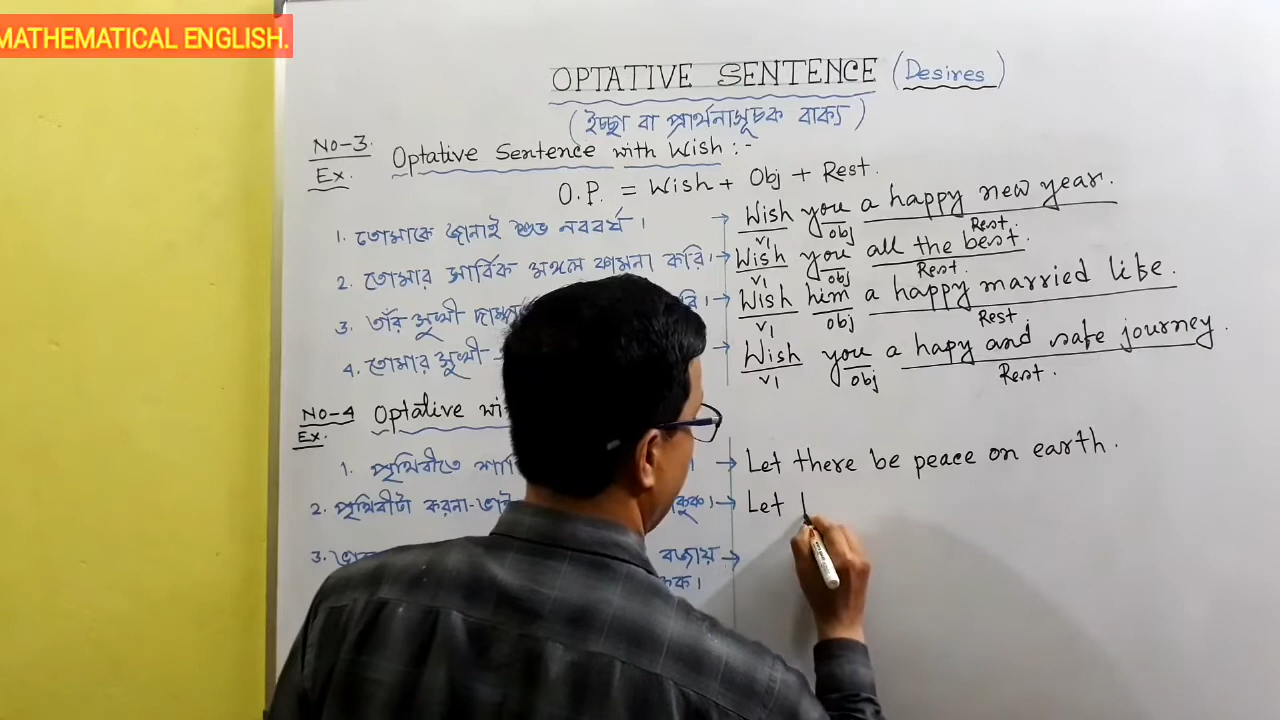 MATHEMATICAL ENGLISH.
OPTATIVE SENTENCE (Desires)
(ইচ্ছা বা প্রার্থনাসূচক বাক্য)
No-3. Optative Sentence with Wish :-
Ex.
O.P. = Wish + Obj + Rest.
1. তোমাকে জানাই শুভ নববর্ষ। → Wish you a happy new year.
V1 obj Rest.
2. তোমার সার্বিক মঙ্গল কামনা করি। → Wish you all the best.
V1 obj Rest.
3. তাঁর সুখী → Wish him a happy married life.
V1 obj Rest.
4. তোমার সুখী → Wish you a hapy and safe journey
V1 obj Rest.
No-4 Optative
Ex.
1. পৃথিবীতে → Let there be peace on earth.
2. পৃথিবীটা করনা → Let
3. বজায় →